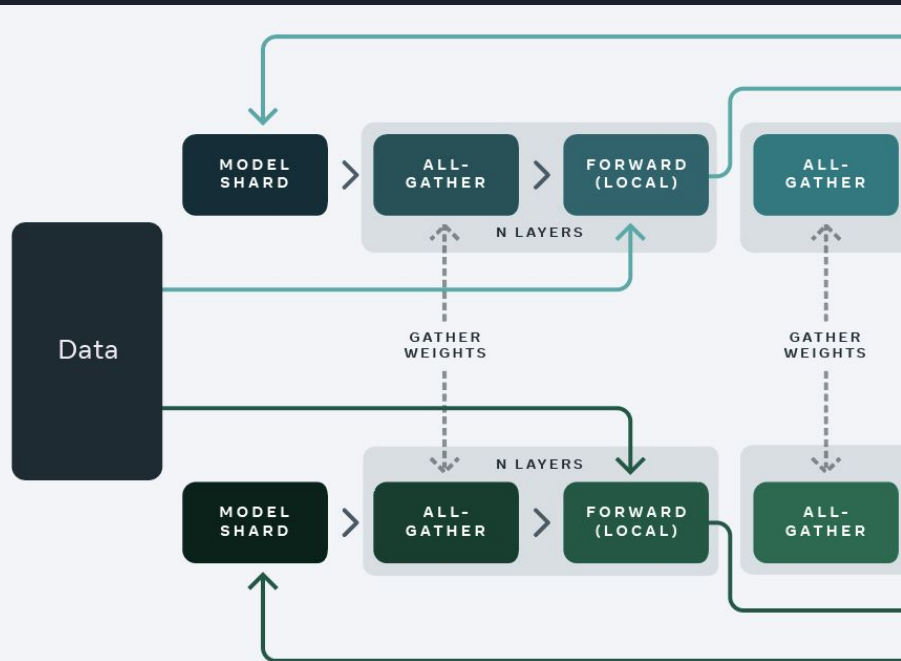 MODEL
SHARD
ALL-
GATHER
FORWARD
(LOCAL)
ALL-
GATHER
N LAYERS
Data
GATHER
WEIGHTS
GATHER
WEIGHTS
N LAYERS
MODEL
SHARD
ALL-
GATHER
FORWARD
(LOCAL)
ALL-
GATHER